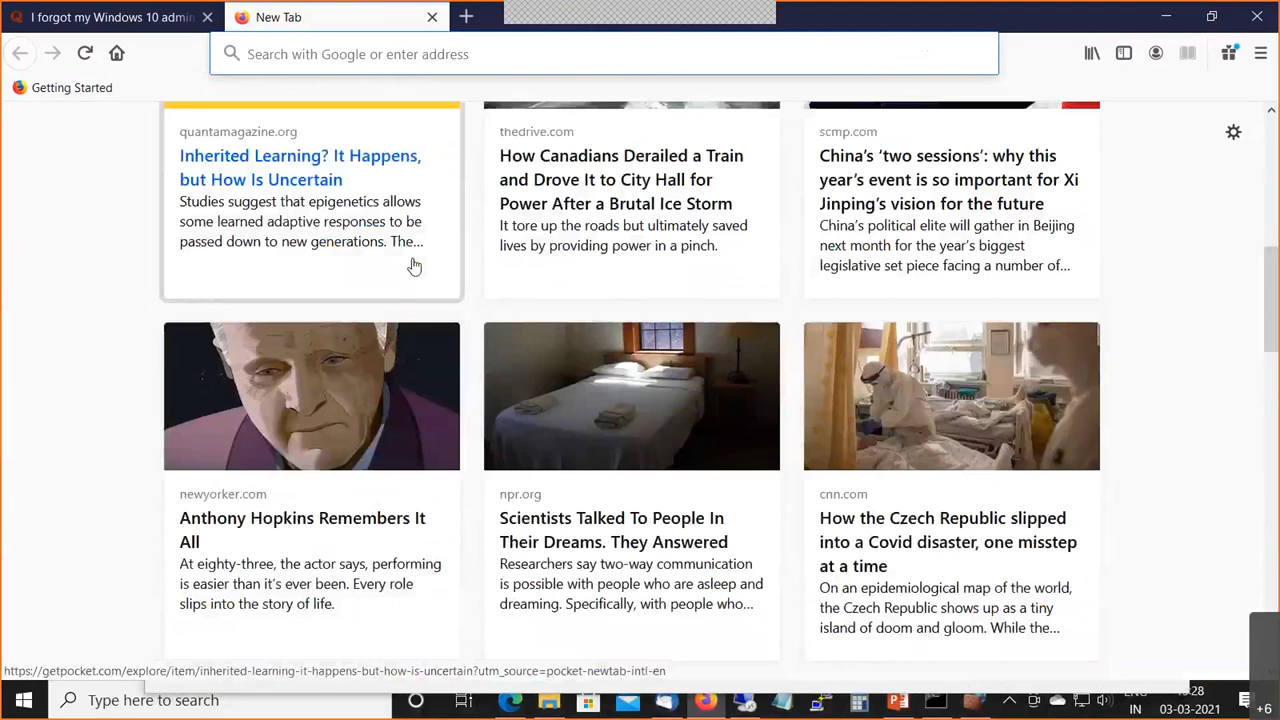 I forgot my Windows 10 admin
New Tab
Search with Google or enter address
Getting Started
quantamagazine.org
Inherited Learning? It Happens,
but How Is Uncertain
Studies suggest that epigenetics allows
some learned adaptive responses to be
passed down to new generations. The...
thedrive.com
How Canadians Derailed a Train
and Drove It to City Hall for
Power After a Brutal Ice Storm
It tore up the roads but ultimately saved
lives by providing power in a pinch.
scmp.com
China's ‘two sessions’: why this
year's event is so important for Xi
Jinping's vision for the future
China's political elite will gather in Beijing
next month for the year's biggest
legislative set piece facing a number of...
newyorker.com
Anthony Hopkins Remembers It
All
At eighty-three, the actor says, performing
is easier than it's ever been. Every role
slips into the story of life.
npr.org
Scientists Talked To People In
Their Dreams. They Answered
Researchers say two-way communication
is possible with people who are asleep and
dreaming. Specifically, with people who...
cnn.com
How the Czech Republic slipped
into a Covid disaster, one misstep
at a time
On an epidemiological map of the world,
the Czech Republic shows up as a tiny
island of doom and gloom. While the...
https://getpocket.com/explore/item/inherited-learning-it-happens-but-how-is-uncertain?utm_source=pocket-newtab-intl-en
Type here to search
ENG
IN
03-03-2021
+6